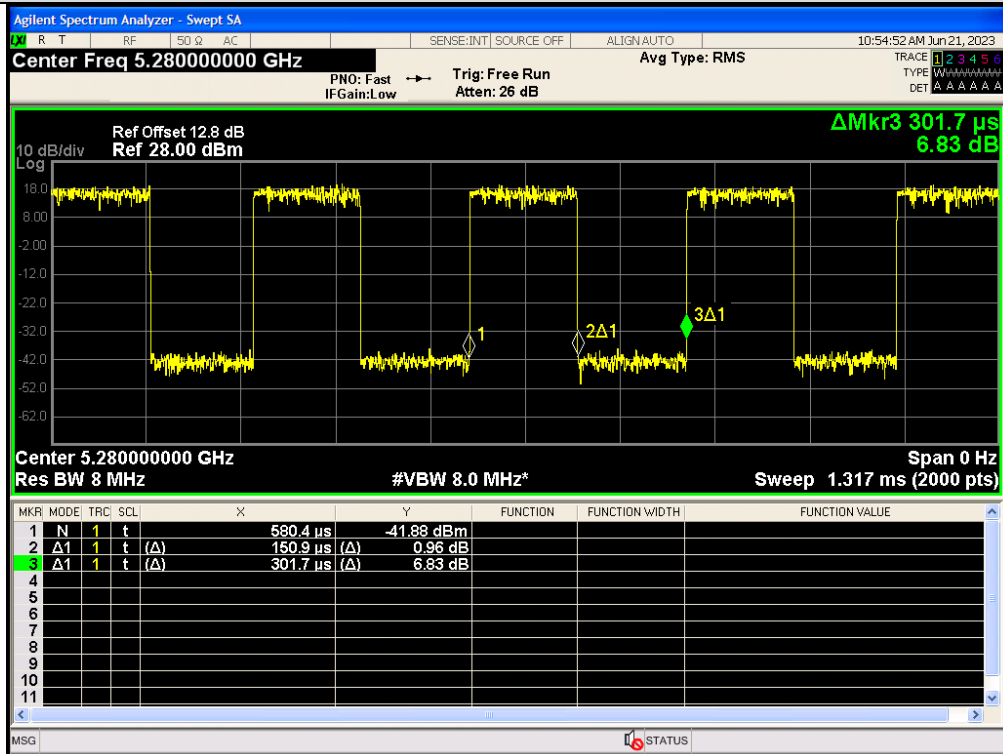 Agilent Spectrum Analyzer - Swept SA
LXI R T RF 50 Ω AC SENSE:INT SOURCE OFF ALIGN AUTO 10:54:52 AM Jun 21, 2023
Center Freq 5.280000000 GHz Avg Type: RMS TRACE 1 2 3 4 5 6
PNO: Fast Trig: Free Run TYPE W
IFGain:Low Atten: 26 dB DET A A A A A A
ΔMkr3 301.7 µs
Ref Offset 12.8 dB
10 dB/div Ref 28.00 dBm 6.83 dB
Log
18.0
8.00
-2.00
-12.0
-22.0
3Δ1
-32.0
1 2Δ1
-42.0
-52.0
-62.0
Center 5.280000000 GHz Span 0 Hz
Res BW 8 MHz #VBW 8.0 MHz* Sweep 1.317 ms (2000 pts)
MKR MODE TRC SCL X Y FUNCTION FUNCTION WIDTH FUNCTION VALUE
1 N 1 t 580.4 µs -41.88 dBm
2 Δ1 1 t (Δ) 150.9 µs (Δ) 0.96 dB
3 Δ1 1 t (Δ) 301.7 µs (Δ) 6.83 dB
4
5
6
7
8
9
10
11
MSG STATUS